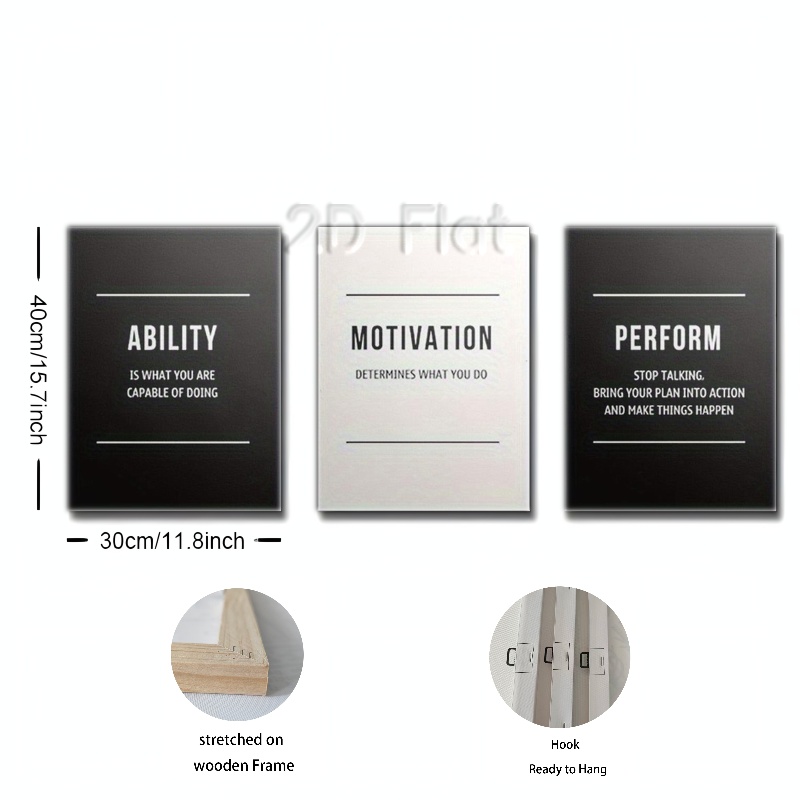 2D Flat
ABILITY
IS WHAT YOU ARE
CAPABLE OF DOING
MOTIVATION
DETERMINES WHAT YOU DO
PERFORM
STOP TALKING,
BRING YOUR PLAN INTO ACTION
AND MAKE THINGS HAPPEN
40cm/15.7inch
30cm/11.8inch
stretched on
wooden Frame
Hook
Ready to Hang